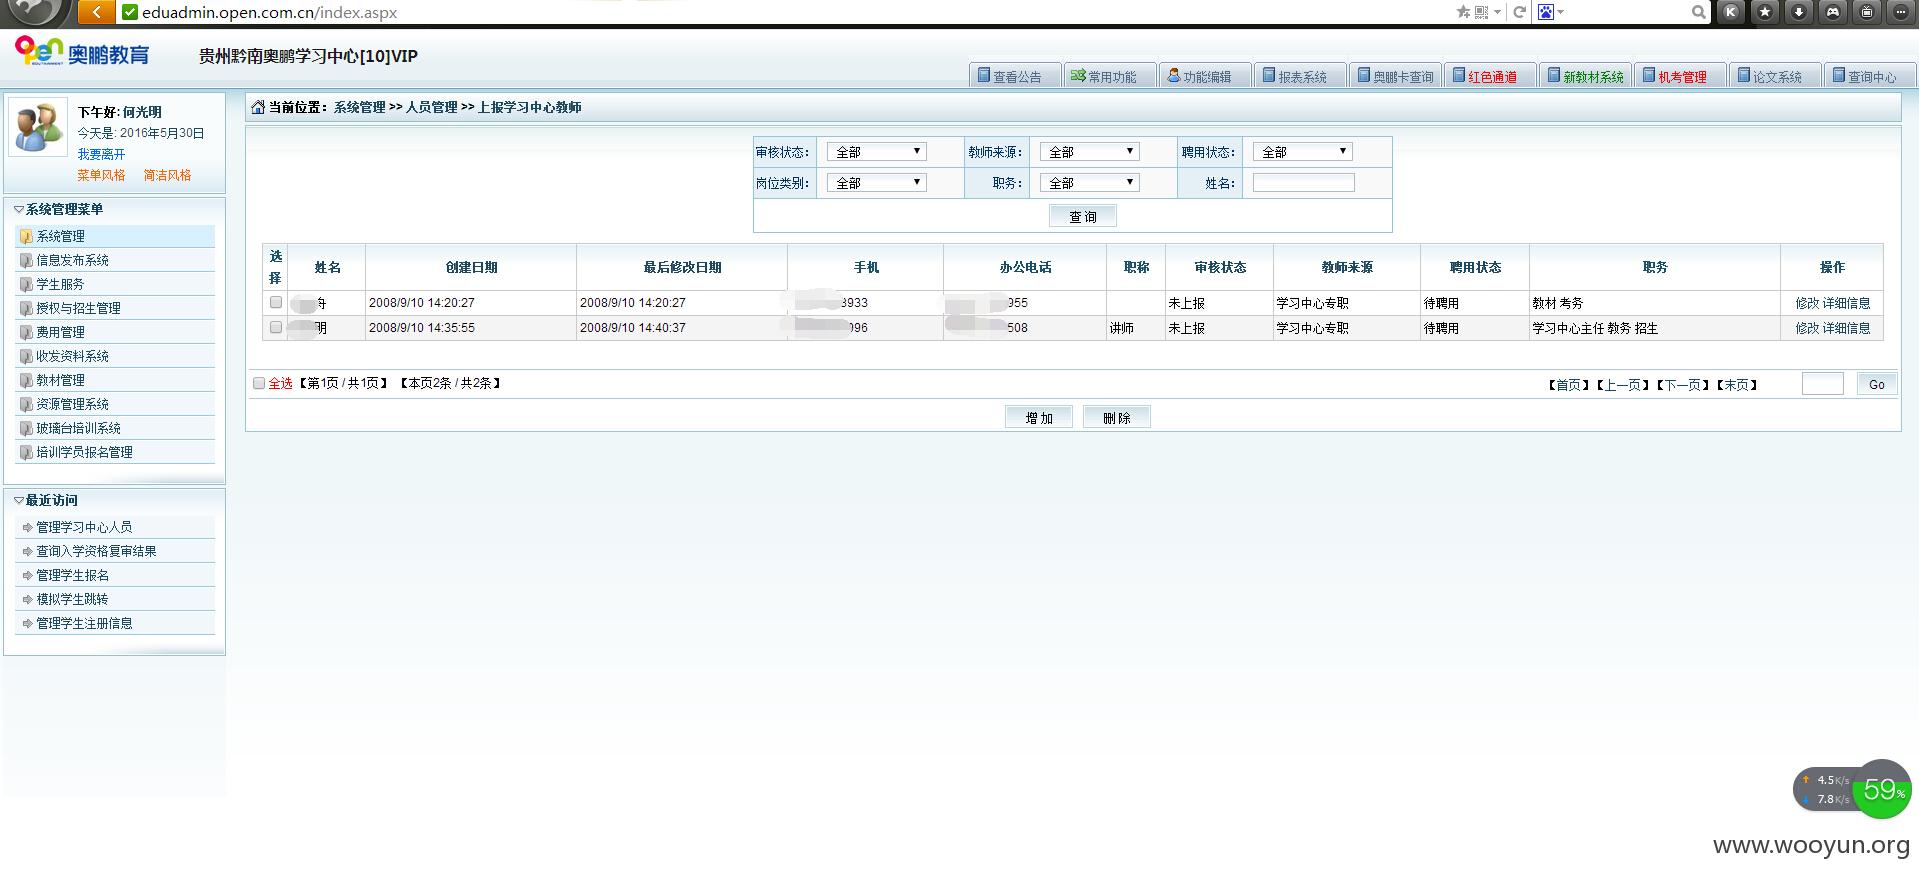 eduadmin.open.com.cn/index.aspx
open 奥鹏教育
贵州黔南奥鹏学习中心[10]VIP
查看公告 常用功能 功能编辑 报表系统 奥鹏卡查询 红色通道 新教材系统 机考管理 论文系统 查询中心
下午好: 何光明
今天是: 2016年5月30日
我要离开
菜单风格 简洁风格
系统管理菜单
系统管理
信息发布系统
学生服务
授权与招生管理
费用管理
收发资料系统
教材管理
资源管理系统
玻璃台培训系统
培训学员报名管理
最近访问
管理学习中心人员
查询入学资格复审结果
管理学生报名
模拟学生跳转
管理学生注册信息
当前位置: 系统管理 >> 人员管理 >> 上报学习中心教师
审核状态: 全部 教师来源: 全部 聘用状态: 全部
岗位类别: 全部 职务: 全部 姓名:
查 询
选择 姓名 创建日期 最后修改日期 手机 办公电话 职称 审核状态 教师来源 聘用状态 职务 操作
舟 2008/9/10 14:20:27 2008/9/10 14:20:27 3933 955 未上报 学习中心专职 待聘用 教材 考务 修改 详细信息
明 2008/9/10 14:35:55 2008/9/10 14:40:37 096 508 讲师 未上报 学习中心专职 待聘用 学习中心主任 教务 招生 修改 详细信息
全选 【第1页 / 共1页】 【本页2条 / 共2条】 【首页】【上一页】【下一页】【末页】 Go
增 加 删 除
4.5K/s
7.8K/s
59%
www.wooyun.org